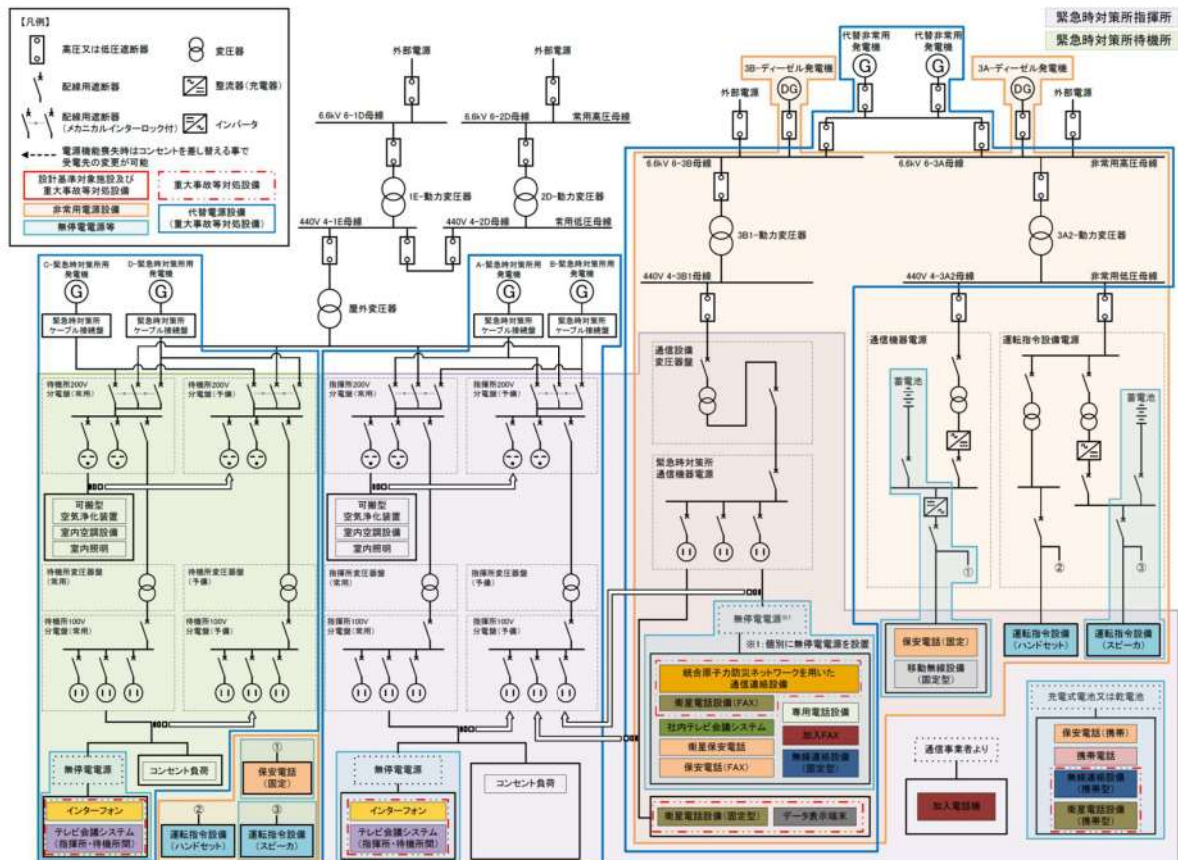 【凡例】
高圧又は低圧遮断器
変圧器
配線用遮断器
整流器(充電器)
配線用遮断器
(メカニカルインターロック付)
インバータ
電源機能喪失時はコンセントを差し替える事で
受電先の変更が可能
設計基準対象施設及び
重大事故等対処設備
重大事故等対処設備
非常用電源設備
無停電電源等
代替電源設備
(重大事故等対処設備)
緊急時対策所指揮所
緊急時対策所待機所
外部電源
外部電源
6.6kV 6-1D母線
6.6kV 6-2D母線
常用高圧母線
1E-動力変圧器
2D-動力変圧器
440V 4-1E母線
440V 4-2D母線
常用低圧母線
屋外変圧器
代替非常用
発電機
G
代替非常用
発電機
G
3B-ディーゼル発電機
DG
3A-ディーゼル発電機
DG
外部電源
外部電源
6.6kV 6-3B母線
6.6kV 6-3A母線
非常用高圧母線
3B1-動力変圧器
3A2-動力変圧器
440V 4-3B1母線
440V 4-3A2母線
非常用低圧母線
C-緊急時対策所用
発電機
G
D-緊急時対策所用
発電機
G
A-緊急時対策所用
発電機
G
B-緊急時対策所用
発電機
G
緊急時対策所
ケーブル接続盤
緊急時対策所
ケーブル接続盤
緊急時対策所
ケーブル接続盤
緊急時対策所
ケーブル接続盤
待機所200V
分電盤(常用)
待機所200V
分電盤(予備)
指揮所200V
分電盤(常用)
指揮所200V
分電盤(予備)
可搬型
空気浄化装置
室内空調設備
室内照明
可搬型
空気浄化装置
室内空調設備
室内照明
待機所変圧器盤
(常用)
待機所変圧器盤
(予備)
指揮所変圧器盤
(常用)
指揮所変圧器盤
(予備)
待機所100V
分電盤(常用)
待機所100V
分電盤(予備)
指揮所100V
分電盤(常用)
指揮所100V
分電盤(予備)
無停電電源
コンセント負荷
インターフォン
テレビ会議システム
(指揮所・待機所間)
①
保安電話
(固定)
②
運転指令設備
(ハンドセット)
③
運転指令設備
(スピーカ)
無停電電源
コンセント負荷
インターフォン
テレビ会議システム
(指揮所・待機所間)
通信設備
変圧器盤
緊急時対策所
通信機器電源
通信機器電源
蓄電池
①
運転指令設備電源
蓄電池
②
③
無停電電源※1
※1:個別に無停電電源を設置
統合原子力防災ネットワークを用いた
通信連絡設備
衛星電話設備(FAX)
社内テレビ会議システム
衛星保安電話
保安電話(FAX)
専用電話設備
加入FAX
無線連絡設備
(固定型)
衛星電話設備(固定型)
データ表示端末
保安電話(固定)
移動無線設備
(固定型)
運転指令設備
(ハンドセット)
運転指令設備
(スピーカ)
通信事業者より
加入電話機
充電式電池又は乾電池
保安電話(携帯)
携帯電話
無線連絡設備
(携帯型)
衛星電話設備
(携帯型)